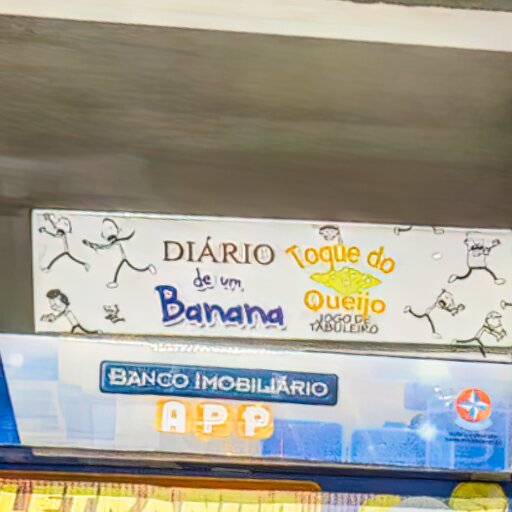 DIÁRIO
de um
Banana
Toque do
Queijo
JOGO DE
TABULEIRO
BANCO IMOBILIÁRIO
APP